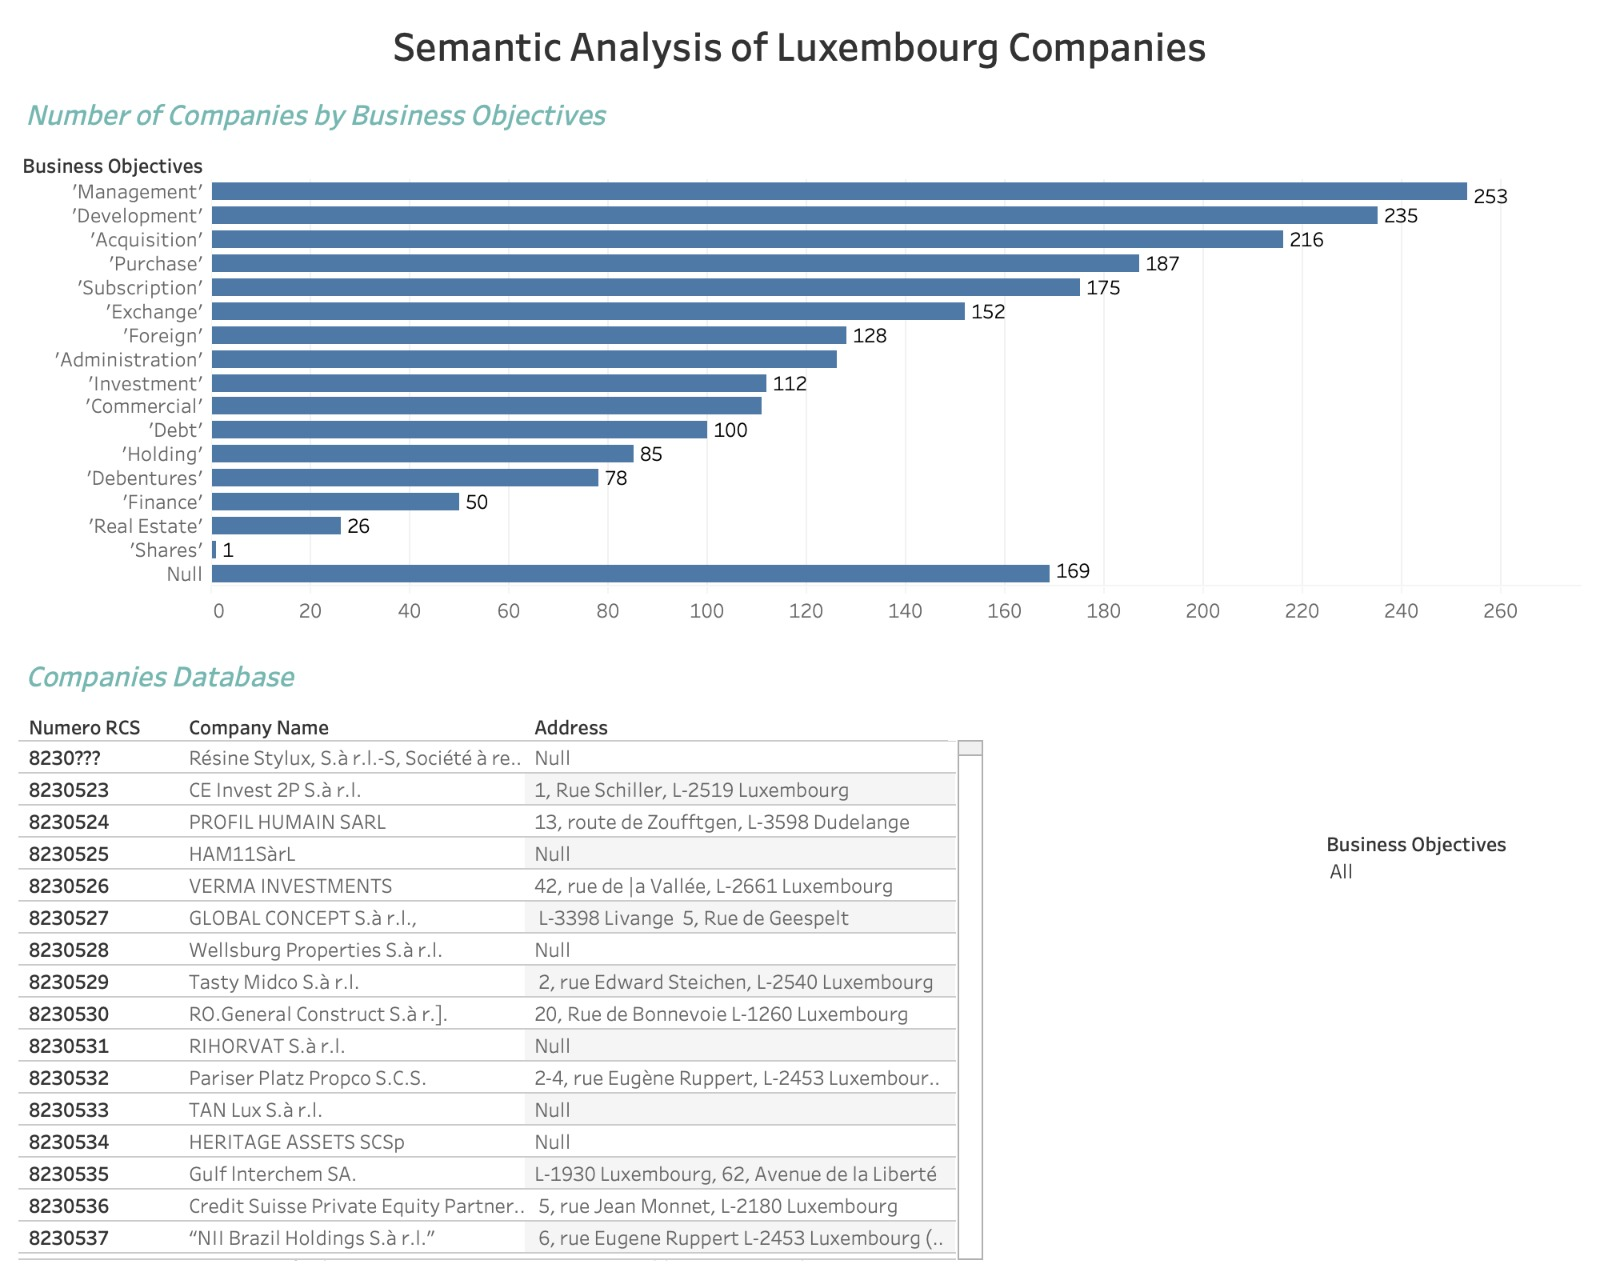 Semantic Analysis of Luxembourg Companies
Number of Companies by Business Objectives
Business Objectives
'Management' 253
'Development' 235
'Acquisition' 216
'Purchase' 187
'Subscription' 175
'Exchange' 152
'Foreign' 128
'Administration'
'Investment' 112
'Commercial'
'Debt' 100
'Holding' 85
'Debentures' 78
'Finance' 50
'Real Estate' 26
'Shares' 1
Null 169
0 20 40 60 80 100 120 140 160 180 200 220 240 260
Companies Database
Numero RCS Company Name Address
8230??? Résine Stylux, S.à r.l.-S, Société à re.. Null
8230523 CE Invest 2P S.à r.l. 1, Rue Schiller, L-2519 Luxembourg
8230524 PROFIL HUMAIN SARL 13, route de Zoufftgen, L-3598 Dudelange
8230525 HAM11SàrL Null
8230526 VERMA INVESTMENTS 42, rue de |a Vallée, L-2661 Luxembourg
8230527 GLOBAL CONCEPT S.à r.l., L-3398 Livange 5, Rue de Geespelt
8230528 Wellsburg Properties S.à r.l. Null
8230529 Tasty Midco S.à r.l. 2, rue Edward Steichen, L-2540 Luxembourg
8230530 RO.General Construct S.à r.]. 20, Rue de Bonnevoie L-1260 Luxembourg
8230531 RIHORVAT S.à r.l. Null
8230532 Pariser Platz Propco S.C.S. 2-4, rue Eugène Ruppert, L-2453 Luxembour..
8230533 TAN Lux S.à r.l. Null
8230534 HERITAGE ASSETS SCSp Null
8230535 Gulf Interchem SA. L-1930 Luxembourg, 62, Avenue de la Liberté
8230536 Credit Suisse Private Equity Partner.. 5, rue Jean Monnet, L-2180 Luxembourg
8230537 “NII Brazil Holdings S.à r.l.” 6, rue Eugene Ruppert L-2453 Luxembourg (..
Business Objectives
All